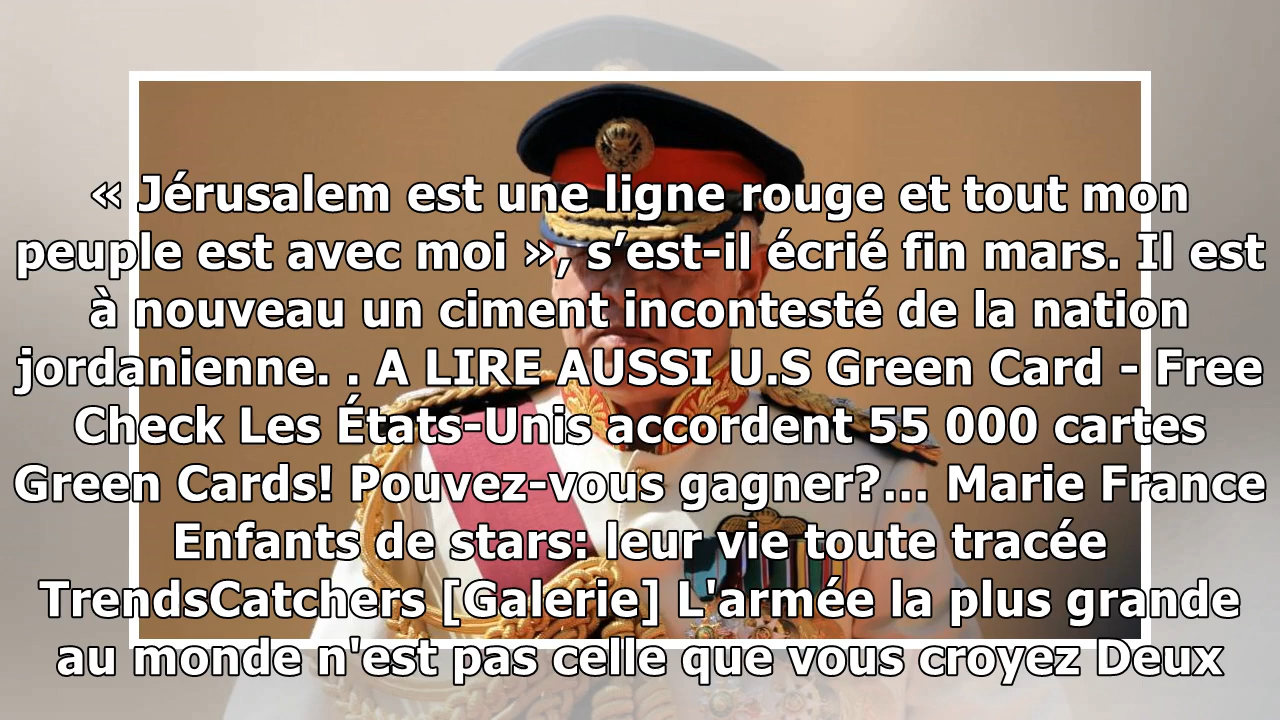 « Jérusalem est une ligne rouge et tout mon
peuple est avec moi », s’est-il écrié fin mars. Il est
à nouveau un ciment incontesté de la nation
jordanienne. . A LIRE AUSSI U.S Green Card - Free
Check Les États-Unis accordent 55 000 cartes
Green Cards! Pouvez-vous gagner?... Marie France
Enfants de stars: leur vie toute tracée
TrendsCatchers [Galerie] L'armée la plus grande
au monde n'est pas celle que vous croyez Deux